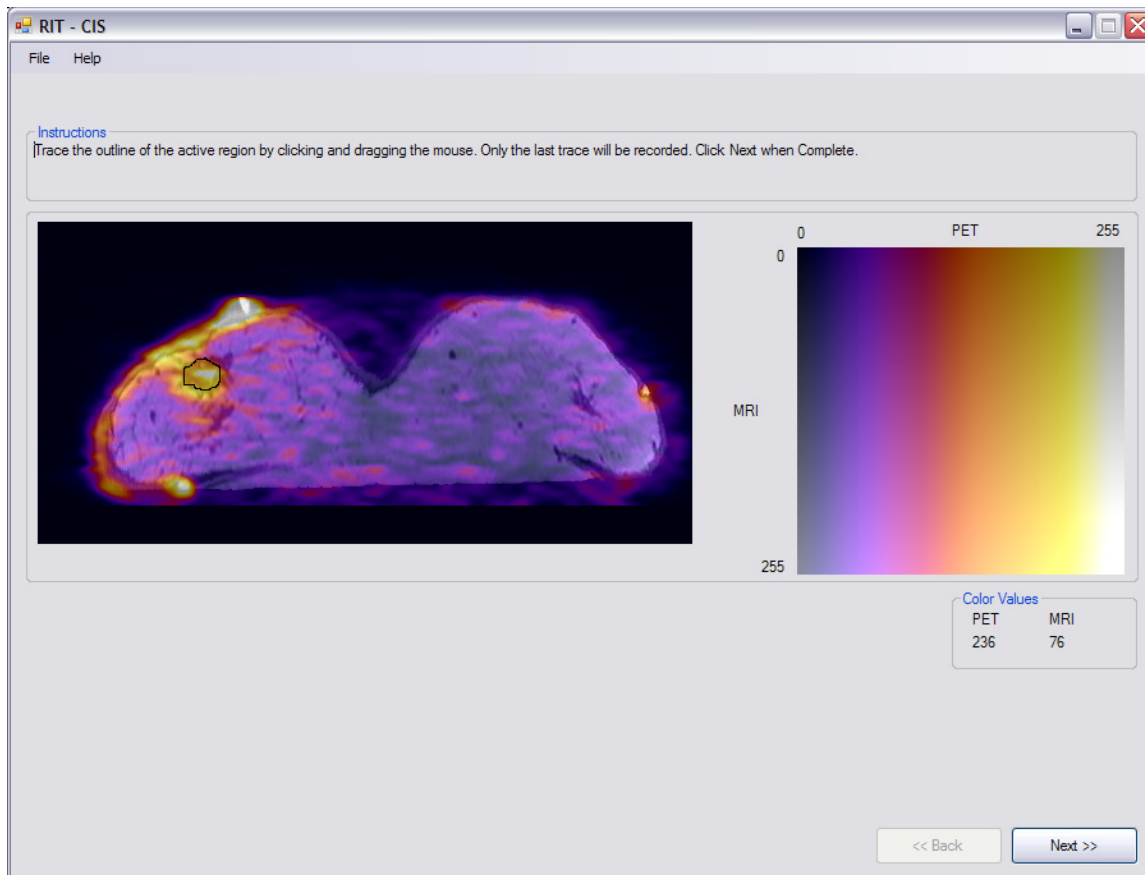 RIT - CIS
File Help
Instructions
Trace the outline of the active region by clicking and dragging the mouse. Only the last trace will be recorded. Click Next when Complete.
0 PET 255
0
MRI
255
Color Values
PET MRI
236 76
<< Back Next >>